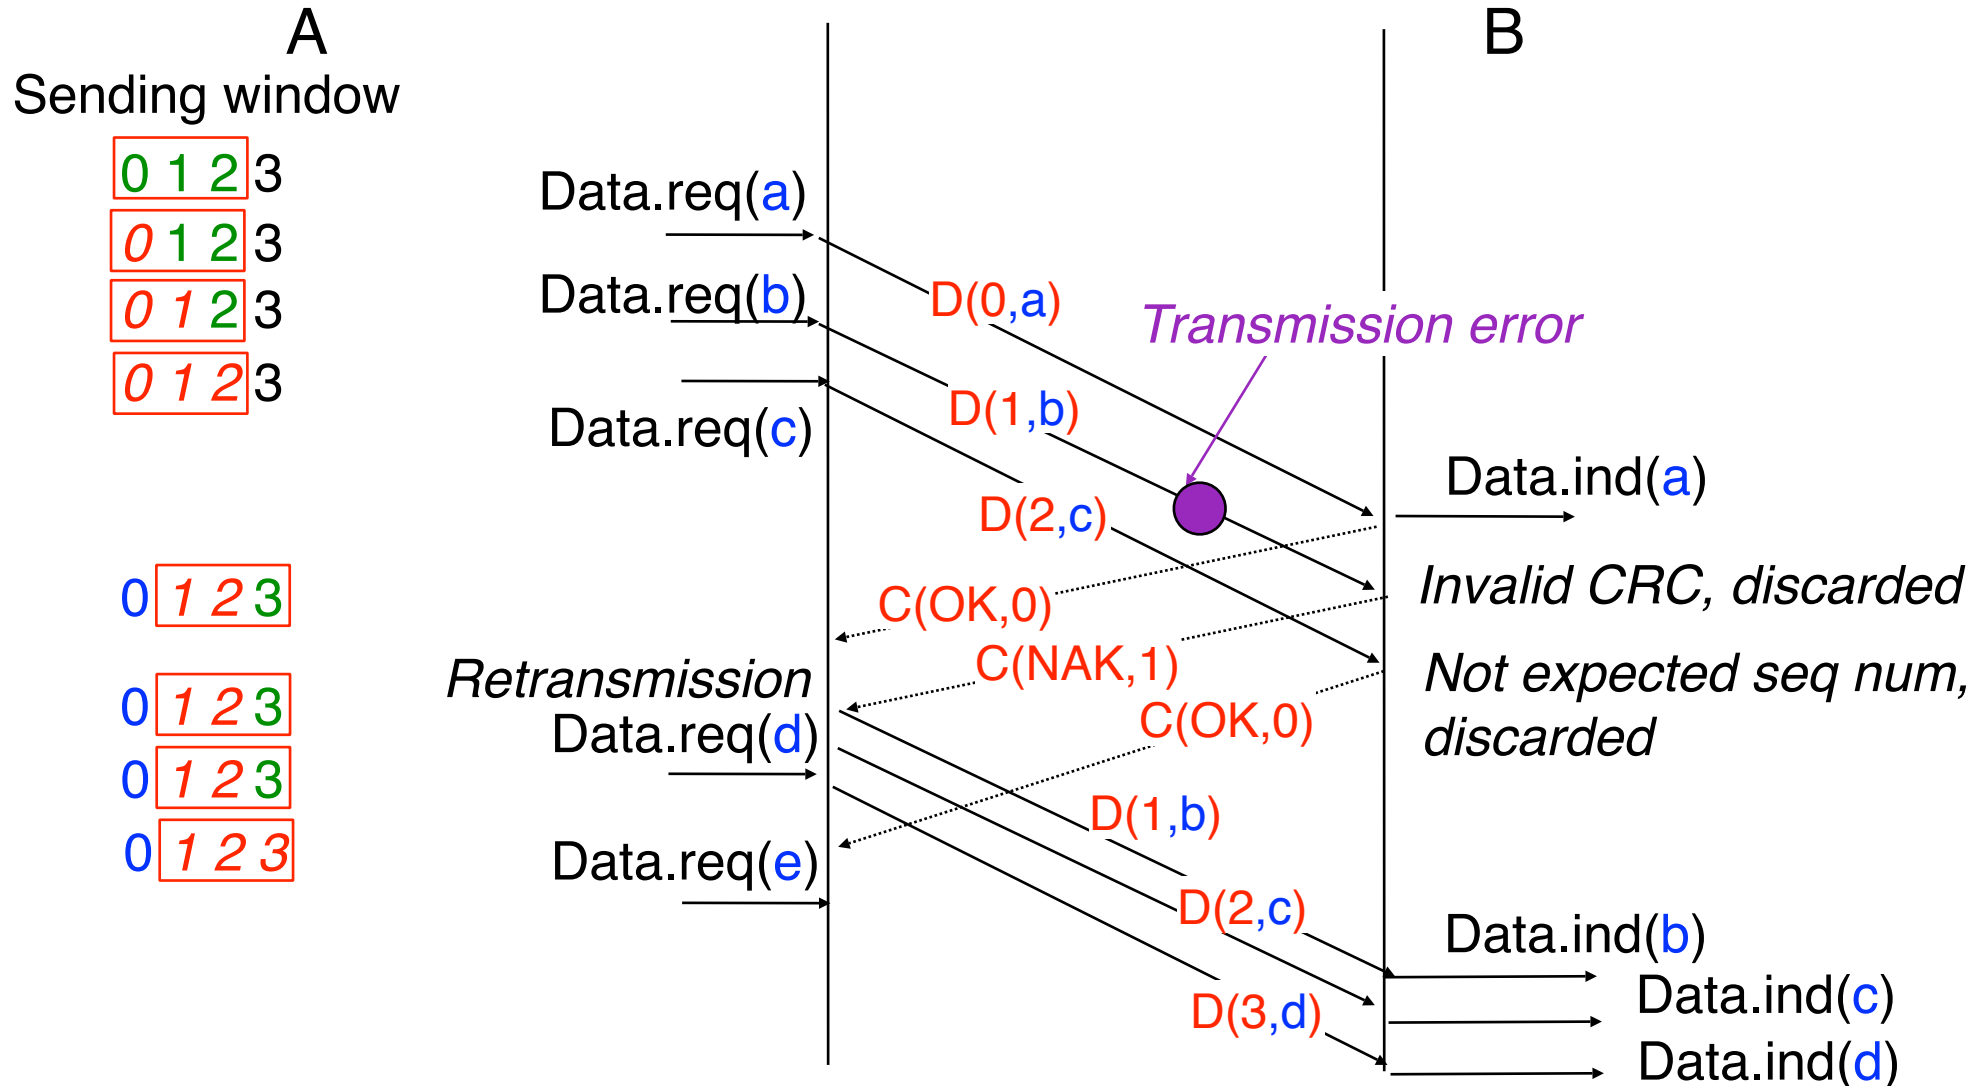 A
B
Sending window
0 1 2 3
0 1 2 3
0 1 2 3
0 1 2 3
0 1 2 3
0 1 2 3
0 1 2 3
0 1 2 3
Data.req(a)
Data.req(b)
Data.req(c)
D(0,a)
D(1,b)
D(2,c)
Transmission error
Data.ind(a)
Invalid CRC, discarded
Not expected seq num,
discarded
C(OK,0)
C(NAK,1)
C(OK,0)
Retransmission
Data.req(d)
Data.req(e)
D(1,b)
D(2,c)
D(3,d)
Data.ind(b)
Data.ind(c)
Data.ind(d)